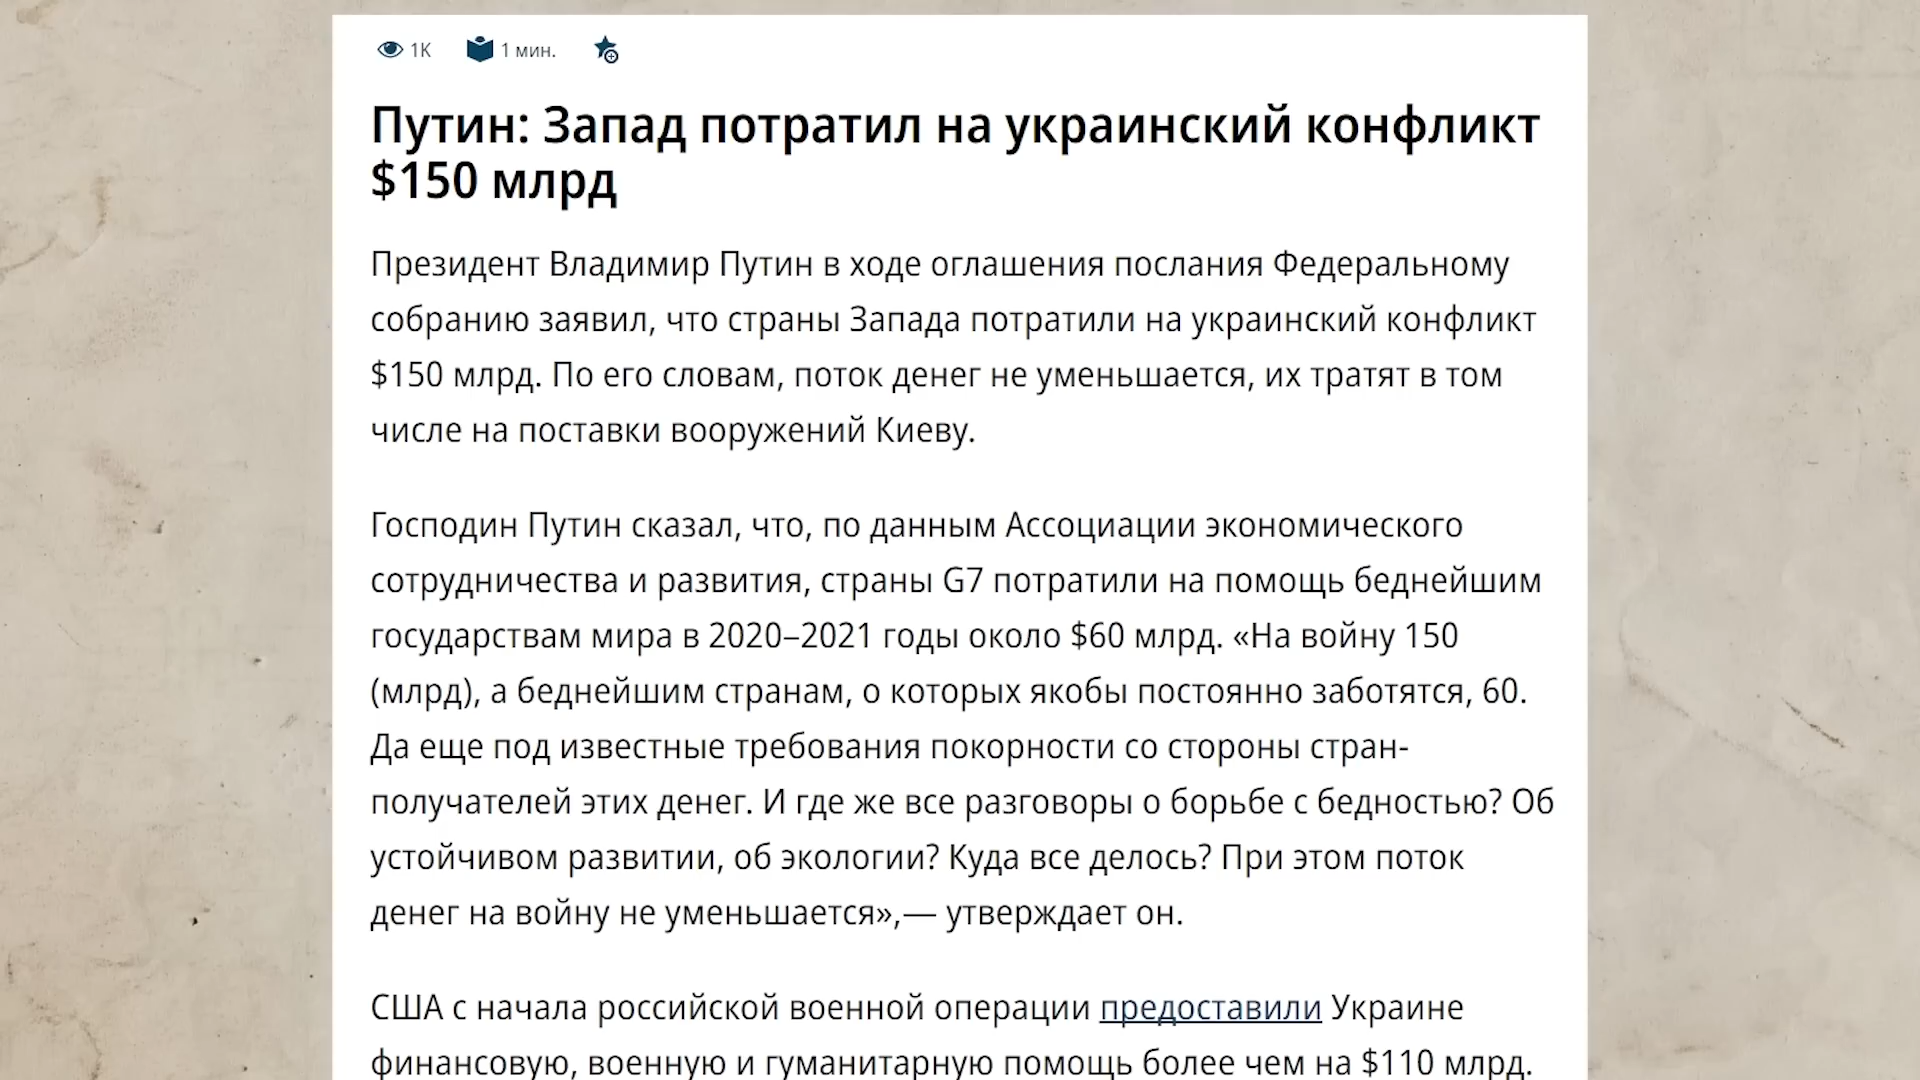 1K 1 мин.
Путин: Запад потратил на украинский конфликт
$150 млрд
Президент Владимир Путин в ходе оглашения послания Федеральному
собранию заявил, что страны Запада потратили на украинский конфликт
$150 млрд. По его словам, поток денег не уменьшается, их тратят в том
числе на поставки вооружений Киеву.
Господин Путин сказал, что, по данным Ассоциации экономического
сотрудничества и развития, страны G7 потратили на помощь беднейшим
государствам мира в 2020–2021 годы около $60 млрд. «На войну 150
(млрд), а беднейшим странам, о которых якобы постоянно заботятся, 60.
Да еще под известные требования покорности со стороны стран-
получателей этих денег. И где же все разговоры о борьбе с бедностью? Об
устойчивом развитии, об экологии? Куда все делось? При этом поток
денег на войну не уменьшается»,— утверждает он.
США с начала российской военной операции предоставили Украине
финансовую, военную и гуманитарную помощь более чем на $110 млрд.